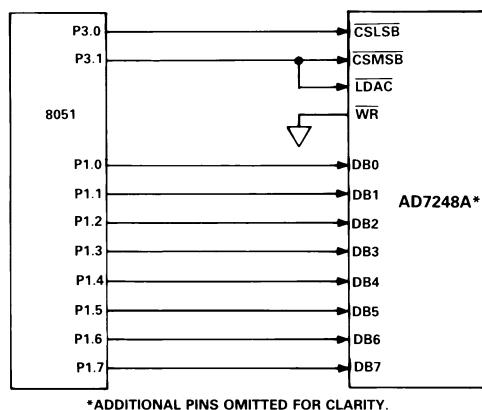 P3.0 CSLSB
P3.1 CSMSB
LDAC
8051 WR
P1.0 DB0
P1.1 DB1
AD7248A*
P1.2 DB2
P1.3 DB3
P1.4 DB4
P1.5 DB5
P1.6 DB6
P1.7 DB7
*ADDITIONAL PINS OMITTED FOR CLARITY.